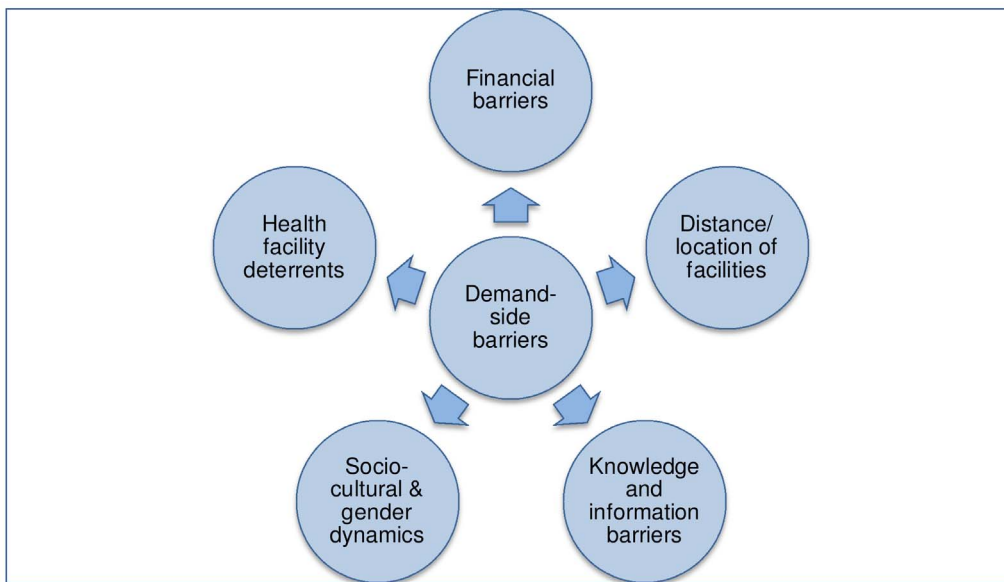 Financial
barriers
Health
facility
deterrents
Distance/
location of
facilities
Demand-
side
barriers
Socio-
cultural &
gender
dynamics
Knowledge
and
information
barriers